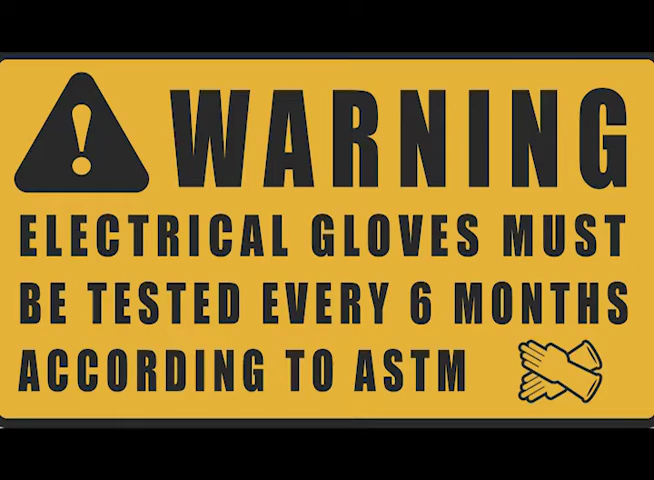 WARNING
ELECTRICAL GLOVES MUST
BE TESTED EVERY 6 MONTHS
ACCORDING TO ASTM